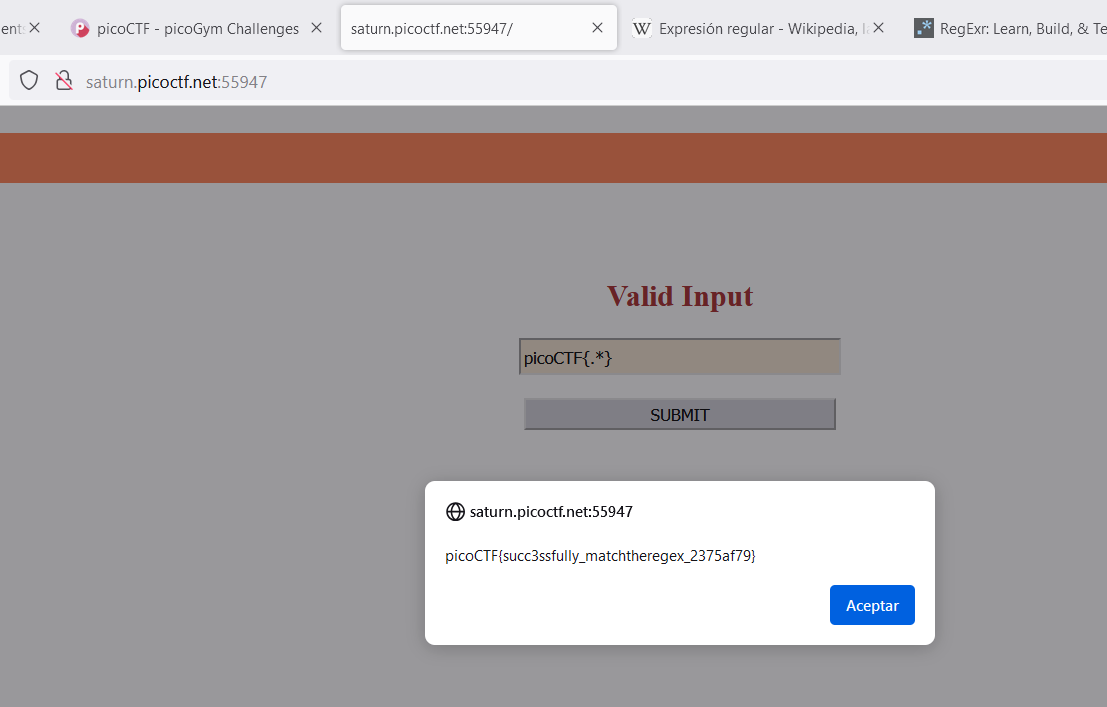 ent:
picoCTF - picoGym Challenges
saturn.picoctf.net:55947/
W Expresión regular - Wikipedia, l
.* RegExr: Learn, Build, & Te
saturn.picoctf.net:55947
Valid Input
picoCTF{.*}
SUBMIT
saturn.picoctf.net:55947
picoCTF{succ3ssfully_matchtheregex_2375af79}
Aceptar